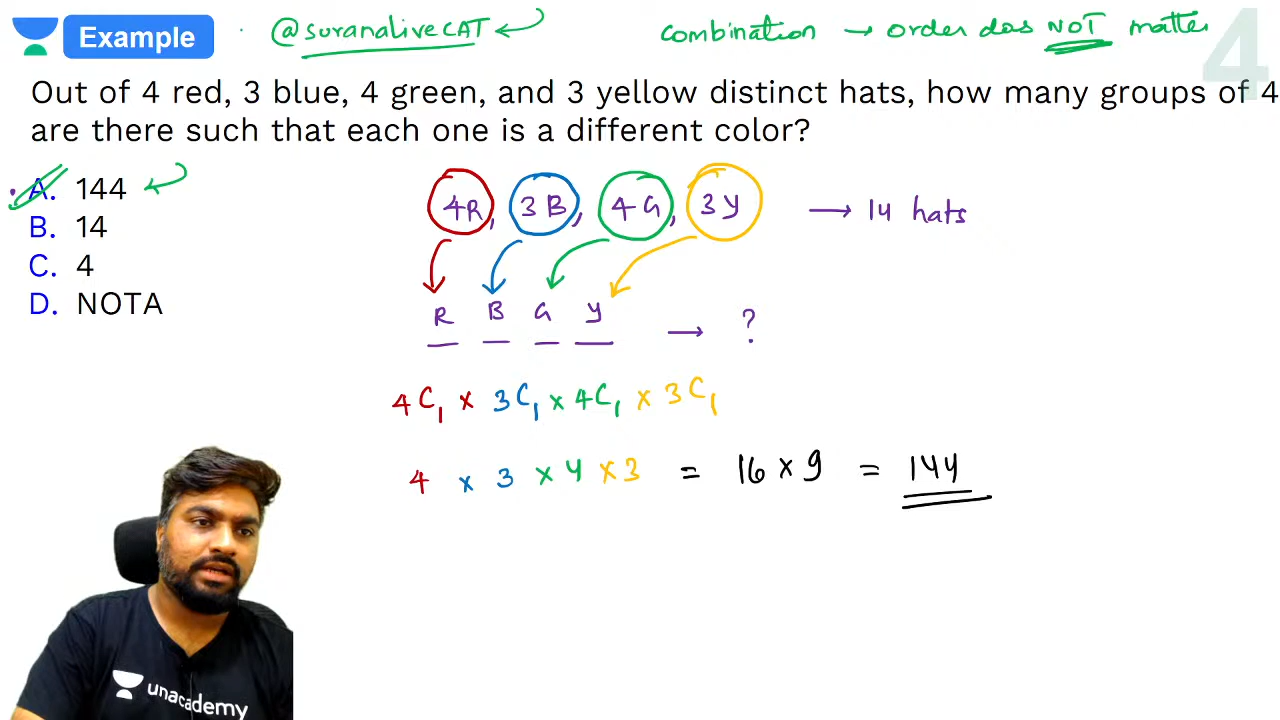 Example
@suranaliveCAT
combination → order does NOT matter
4
Out of 4 red, 3 blue, 4 green, and 3 yellow distinct hats, how many groups of 4
are there such that each one is a different color?
A. 144
B. 14
C. 4
D. NOTA
4R, 3B, 4G, 3Y → 14 hats
R B G Y → ?
4C₁ × 3C₁ × 4C₁ × 3C₁
4 × 3 × 4 × 3 = 16 × 9 = 144
unacademy